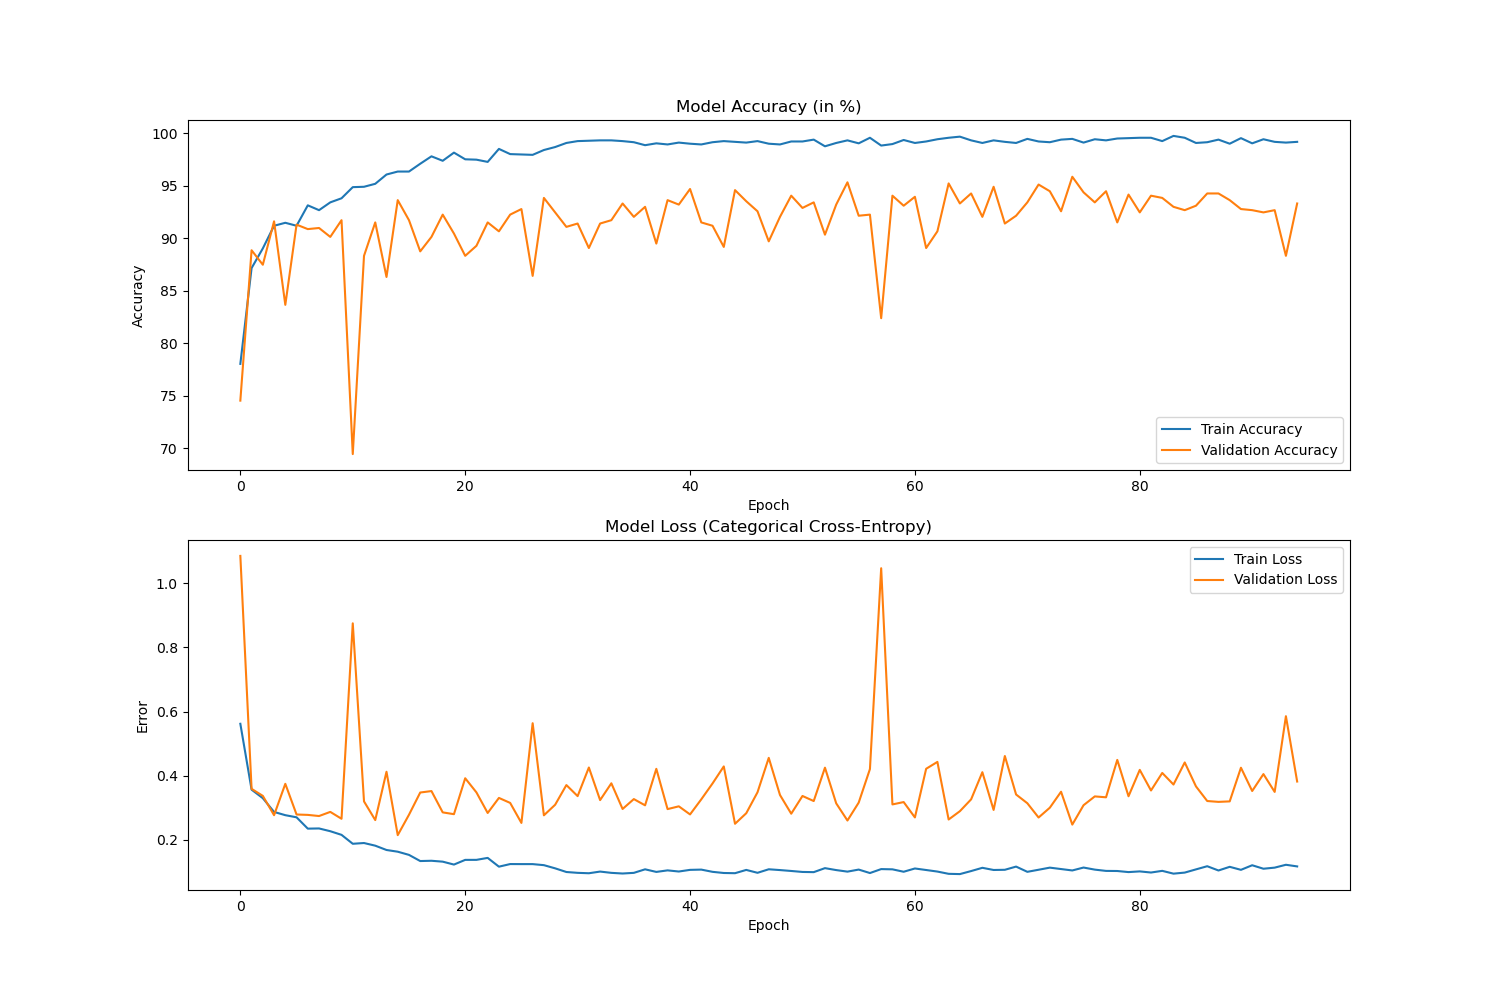 Model Accuracy (in %)
100
95
90
85
80
75
70
Accuracy
Train Accuracy
Validation Accuracy
0 20 40 60 80
Epoch
Model Loss (Categorical Cross-Entropy)
Train Loss
Validation Loss
1.0
0.8
0.6
0.4
0.2
Error
0 20 40 60 80
Epoch